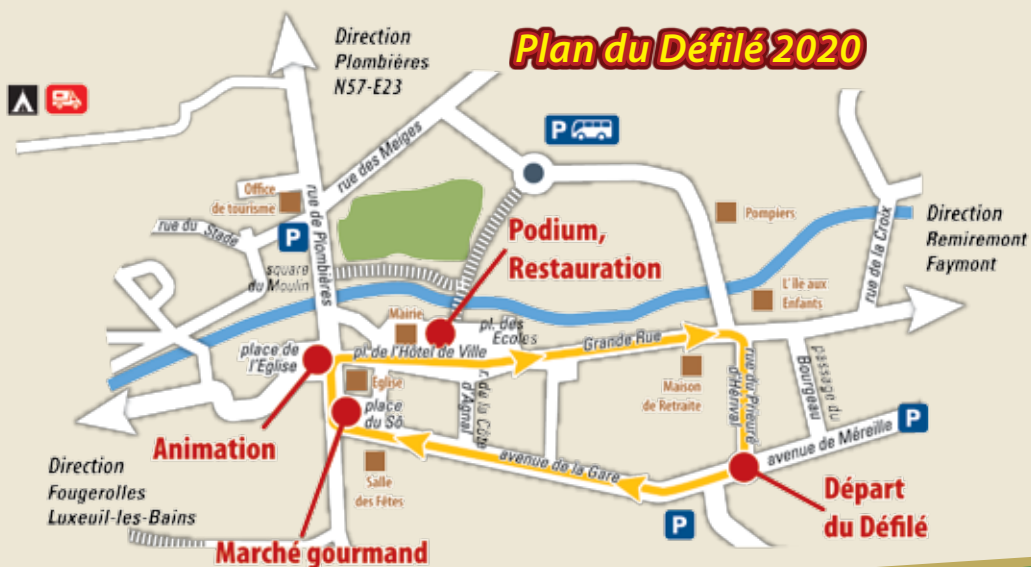 Plan du Défilé 2020
Direction
Plombières
N57-E23
P
rue des Meiges
Office
de tourisme
rue de Plombières
rue du Stade
P
square
du Moulin
Pompiers
Direction
Remiremont
Faymont
rue de la Croix
Podium,
Restauration
L'Ile aux
Enfants
Mairie
pl. des
Ecoles
place de
l'Eglise
pl. de l'Hôtel de Ville
Grande Rue
Eglise
r. de la Côte
d'Agnal
Maison
de Retraite
rue du Prieuré
d'Hérival
passage du
Bourgeau
place
du Sô
Animation
avenue de la Gare
avenue de Méreille
P
Salle
des Fêtes
Direction
Fougerolles
Luxeuil-les-Bains
P
Départ
du Défilé
Marché gourmand